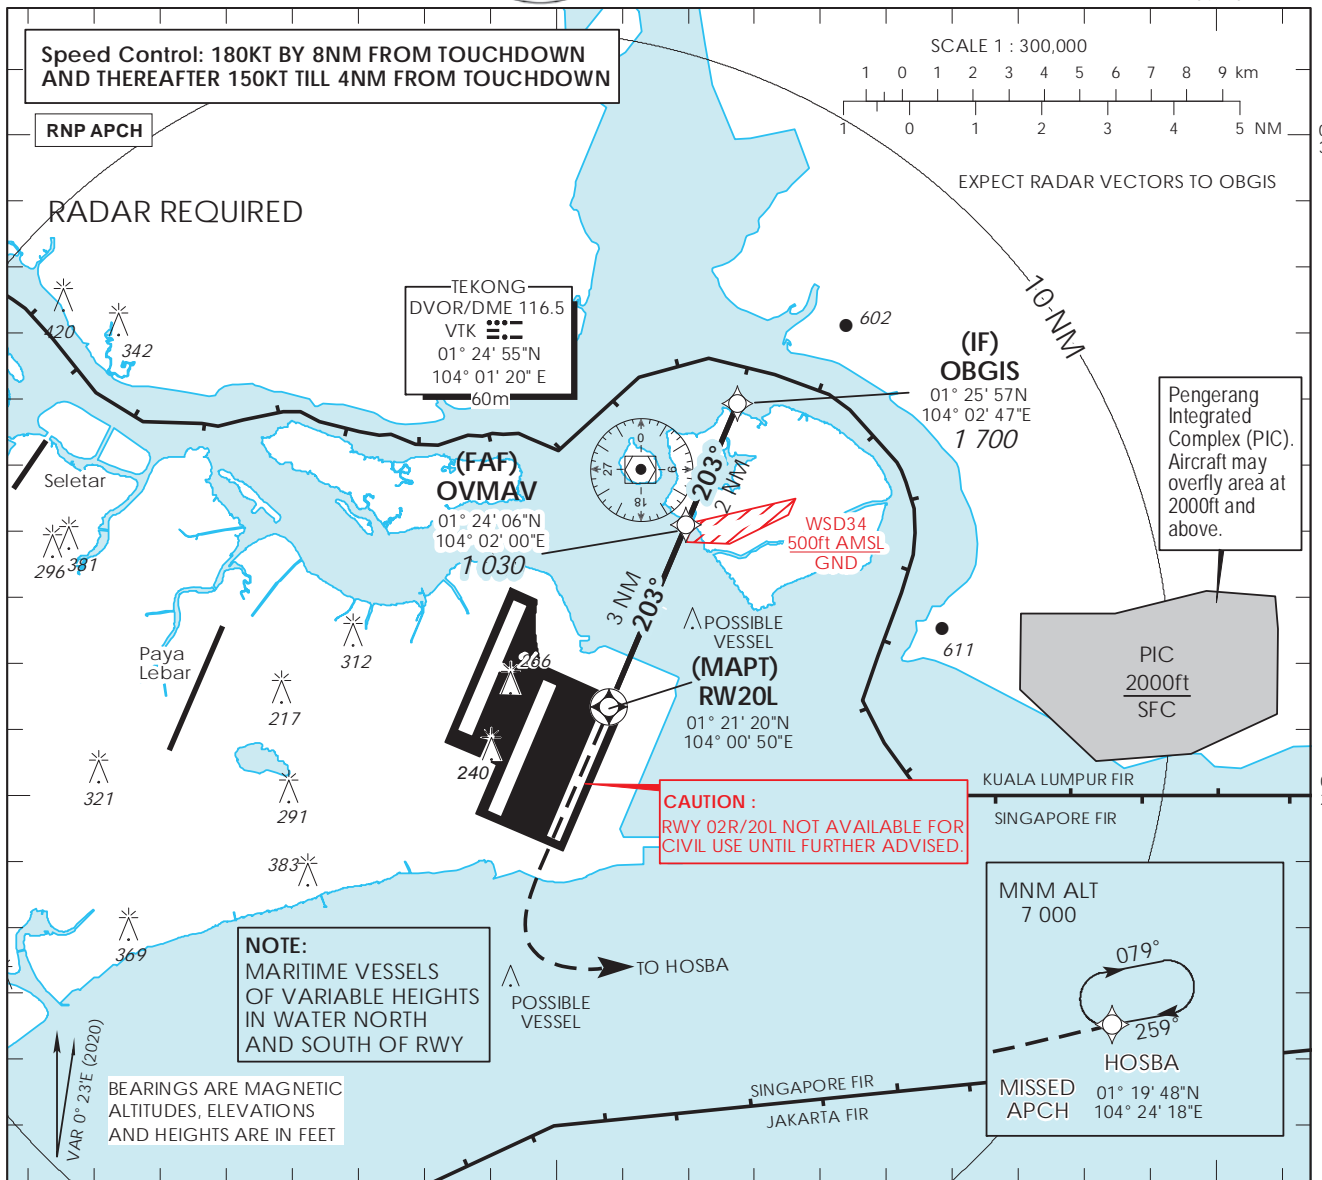 Speed Control: 180KT BY 8NM FROM TOUCHDOWN
AND THEREAFTER 150KT TILL 4NM FROM TOUCHDOWN
RNP APCH
RADAR REQUIRED
SCALE 1 : 300,000
1 0 1 2 3 4 5 6 7 8 9 km
1 0 1 2 3 4 5 NM
EXPECT RADAR VECTORS TO OBGIS
10 NM
TEKONG
DVOR/DME 116.5
VTK
01° 24' 55"N
104° 01' 20" E
60m
420
342
602
(IF)
OBGIS
01° 25' 57N
104° 02' 47"E
1 700
Pengerang
Integrated
Complex (PIC).
Aircraft may
overfly area at
2000ft and
above.
Seletar
(FAF)
OVMAV
01° 24' 06"N
104° 02' 00"E
1 030
0
9
18
27
203°
2 NM
WSD34
500ft AMSL
GND
296
381
3 NM
203°
POSSIBLE
VESSEL
Paya
Lebar
312
266
(MAPT)
RW20L
01° 21' 20"N
104° 00' 50"E
611
PIC
2000ft
SFC
217
240
321
291
KUALA LUMPUR FIR
SINGAPORE FIR
CAUTION :
RWY 02R/20L NOT AVAILABLE FOR
CIVIL USE UNTIL FURTHER ADVISED.
383
369
NOTE:
MARITIME VESSELS
OF VARIABLE HEIGHTS
IN WATER NORTH
AND SOUTH OF RWY
TO HOSBA
POSSIBLE
VESSEL
MNM ALT
7 000
079°
259°
HOSBA
MISSED
APCH
01° 19' 48"N
104° 24' 18"E
VAR 0° 23'E (2020)
BEARINGS ARE MAGNETIC
ALTITUDES, ELEVATIONS
AND HEIGHTS ARE IN FEET
SINGAPORE FIR
JAKARTA FIR